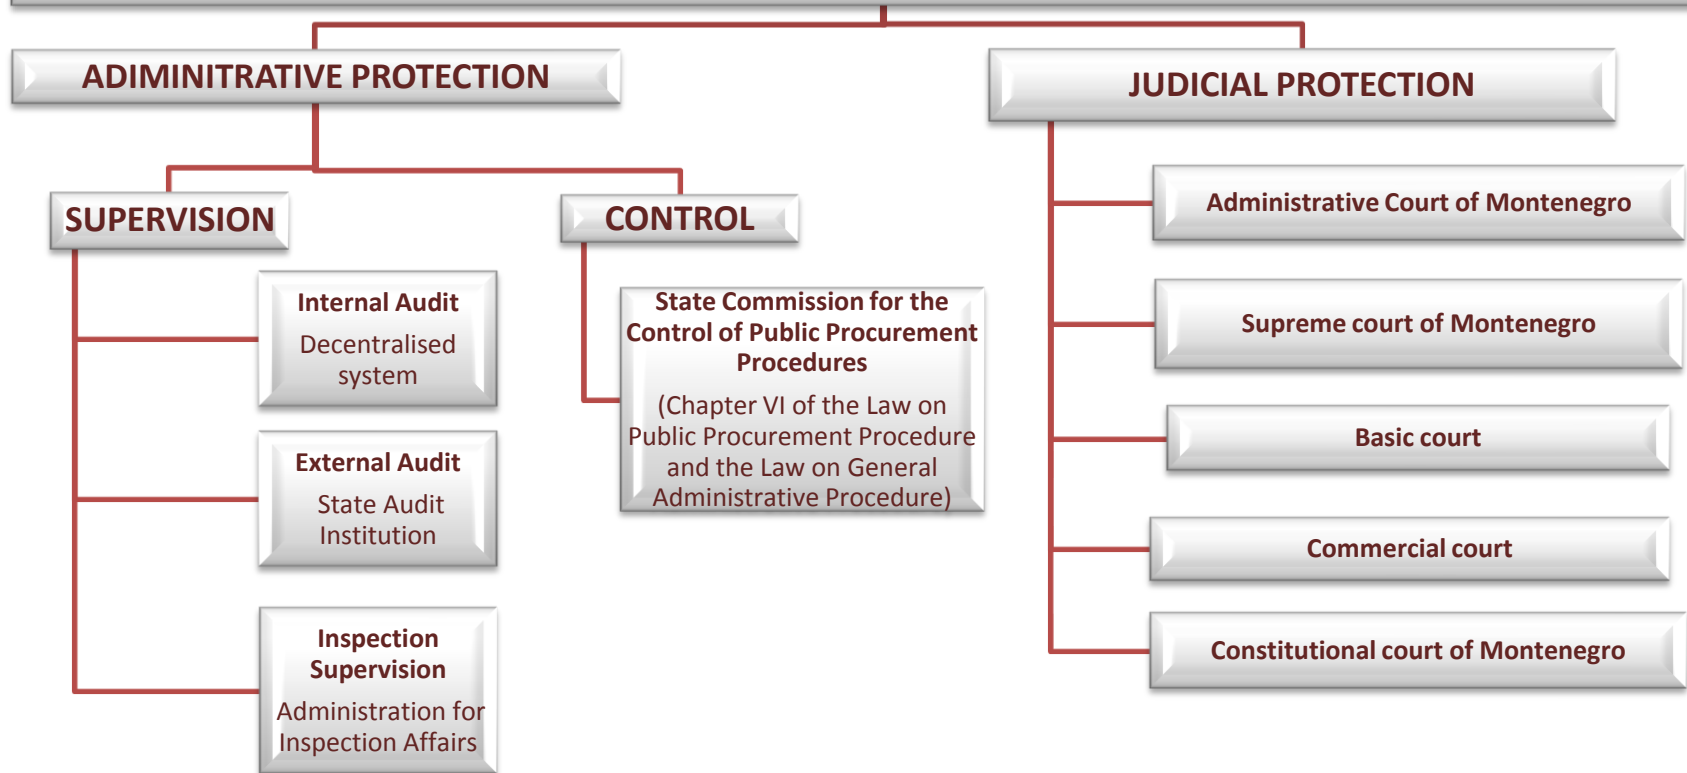 ADIMINITRATIVE PROTECTION
JUDICIAL PROTECTION
SUPERVISION
CONTROL
Internal Audit
Decentralised
system
External Audit
State Audit
Institution
Inspection
Supervision
Administration for
Inspection Affairs
State Commission for the
Control of Public Procurement
Procedures
(Chapter VI of the Law on
Public Procurement Procedure
and the Law on General
Administrative Procedure)
Administrative Court of Montenegro
Supreme court of Montenegro
Basic court
Commercial court
Constitutional court of Montenegro